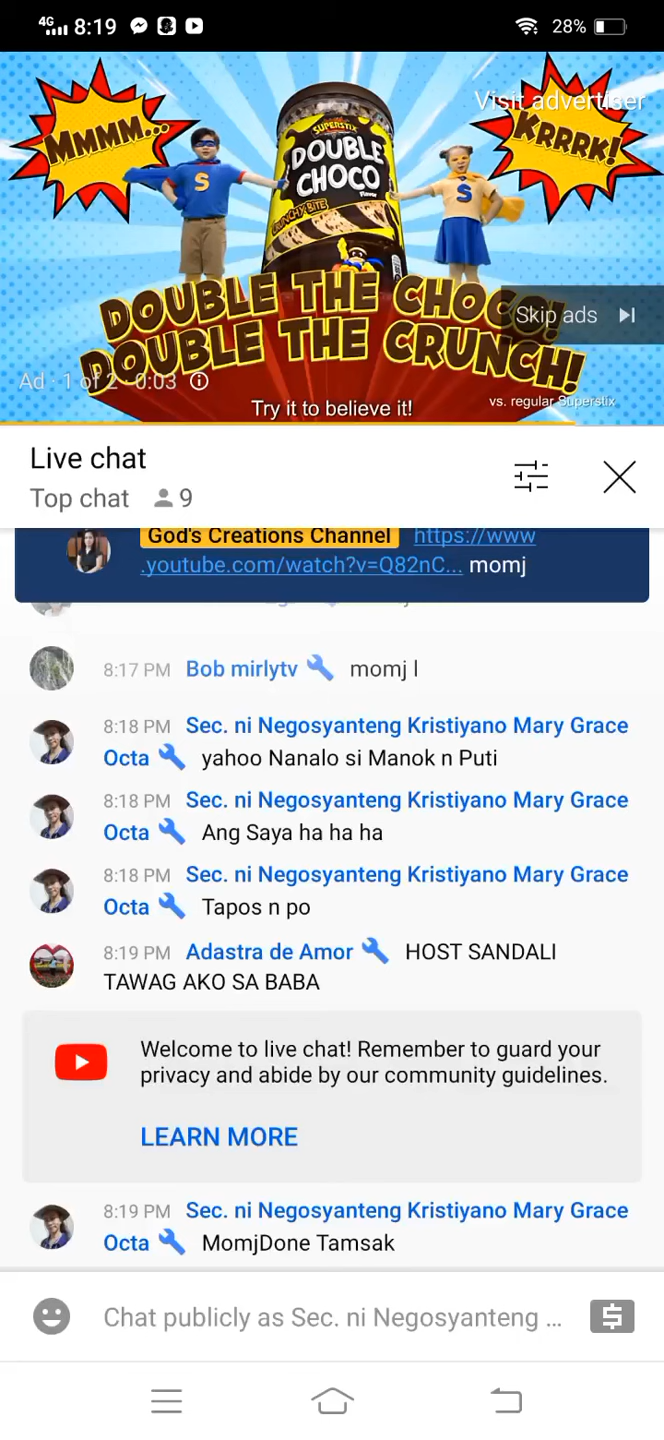 4G 8:19 28%
Visit advertiser
MMMM... KRRRK!
S SUPERSTIX S
DOUBLE
CHOCO
Flavor
CRUNCHY BITE
DOUBLE THE CHOCO!
DOUBLE THE CRUNCH!
Skip ads
Ad · 1 of 2 · 0:03
Try it to believe it!
vs. regular Superstix
Live chat
Top chat 9
God's Creations Channel https://www
.youtube.com/watch?v=Q82nC... momj
8:17 PM Bob mirlytv momj l
8:18 PM Sec. ni Negosyanteng Kristiyano Mary Grace
Octa yahoo Nanalo si Manok n Puti
8:18 PM Sec. ni Negosyanteng Kristiyano Mary Grace
Octa Ang Saya ha ha ha
8:18 PM Sec. ni Negosyanteng Kristiyano Mary Grace
Octa Tapos n po
8:19 PM Adastra de Amor HOST SANDALI
TAWAG AKO SA BABA
Welcome to live chat! Remember to guard your
privacy and abide by our community guidelines.
LEARN MORE
8:19 PM Sec. ni Negosyanteng Kristiyano Mary Grace
Octa MomjDone Tamsak
Chat publicly as Sec. ni Negosyanteng ...